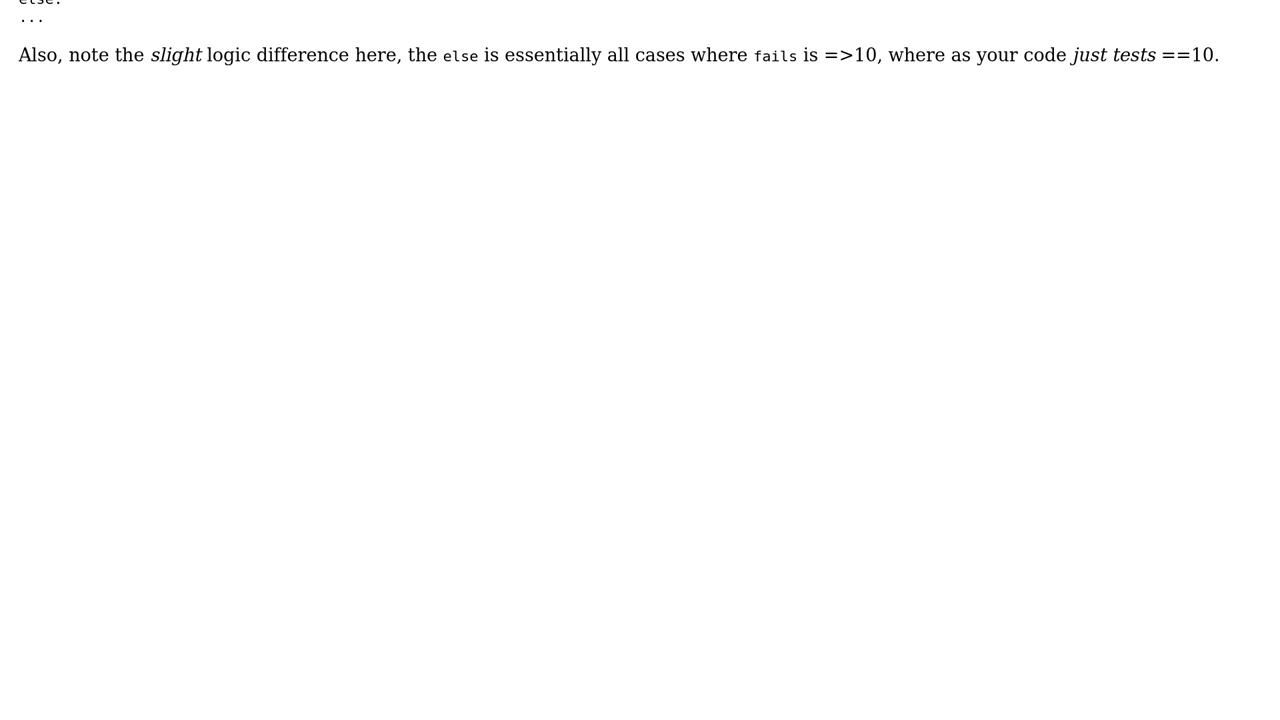 else:
...
Also, note the slight logic difference here, the else is essentially all cases where fails is =>10, where as your code just tests ==10.